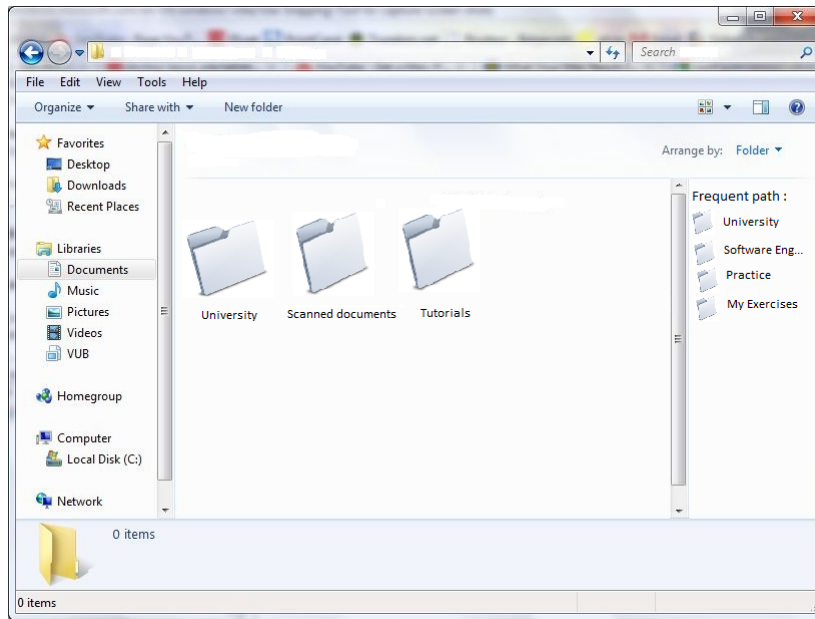 Search
File Edit View Tools Help
Organize Share with New folder
Arrange by: Folder
Favorites
Desktop
Downloads
Recent Places
Libraries
Documents
Music
Pictures
Videos
VUB
Homegroup
Computer
Local Disk (C:)
Network
University
Scanned documents
Tutorials
Frequent path :
University
Software Eng...
Practice
My Exercises
0 items
0 items